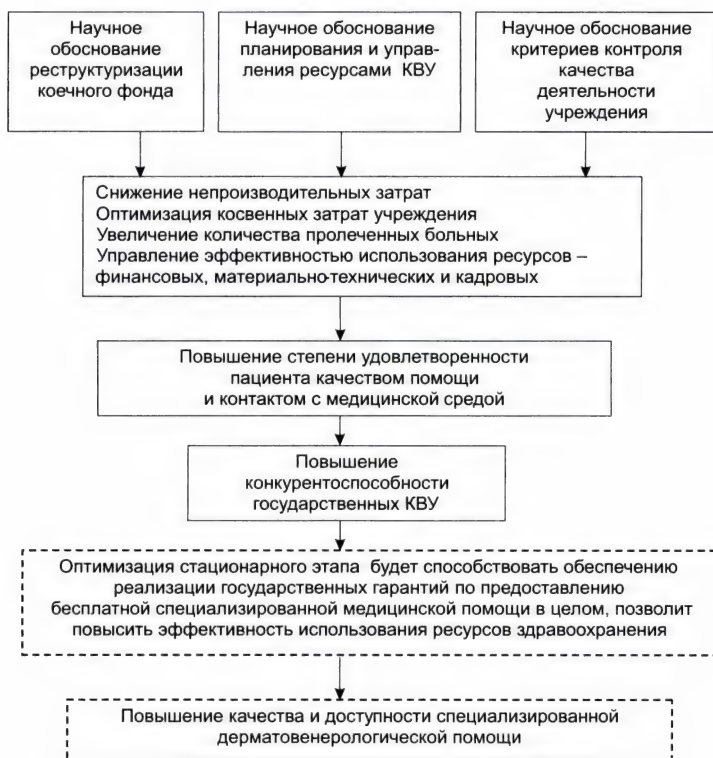 Научное
обоснование
реструктуризации
коечного фонда
Научное обоснование
планирования и управ-
ления ресурсами КВУ
Научное обоснование
критериев контроля
качества
деятельности
учреждения
Снижение непроизводительных затрат
Оптимизация косвенных затрат учреждения
Увеличение количества пролеченных больных
Управление эффективностью использования ресурсов –
финансовых, материально-технических и кадровых
Повышение степени удовлетворенности
пациента качеством помощи
и контактом с медицинской средой
Повышение
конкурентоспособности
государственных КВУ
Оптимизация стационарного этапа будет способствовать обеспечению
реализации государственных гарантий по предоставлению
бесплатной специализированной медицинской помощи в целом, позволит
повысить эффективность использования ресурсов здравоохранения
Повышение качества и доступности специализированной
дерматовенерологической помощи